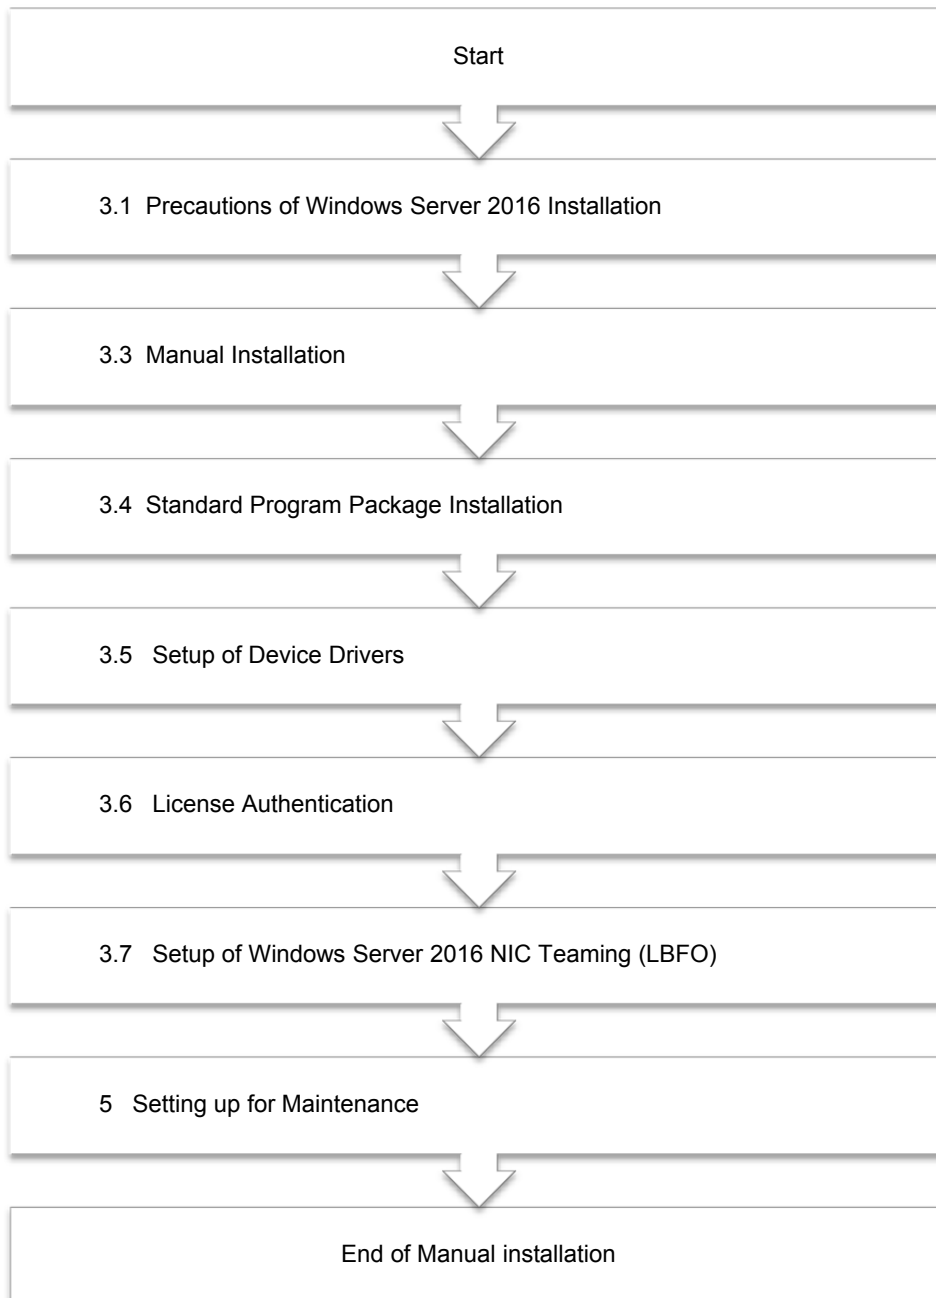 Start
3.1 Precautions of Windows Server 2016 Installation
3.3 Manual Installation
3.4 Standard Program Package Installation
3.5 Setup of Device Drivers
3.6 License Authentication
3.7 Setup of Windows Server 2016 NIC Teaming (LBFO)
5 Setting up for Maintenance
End of Manual installation